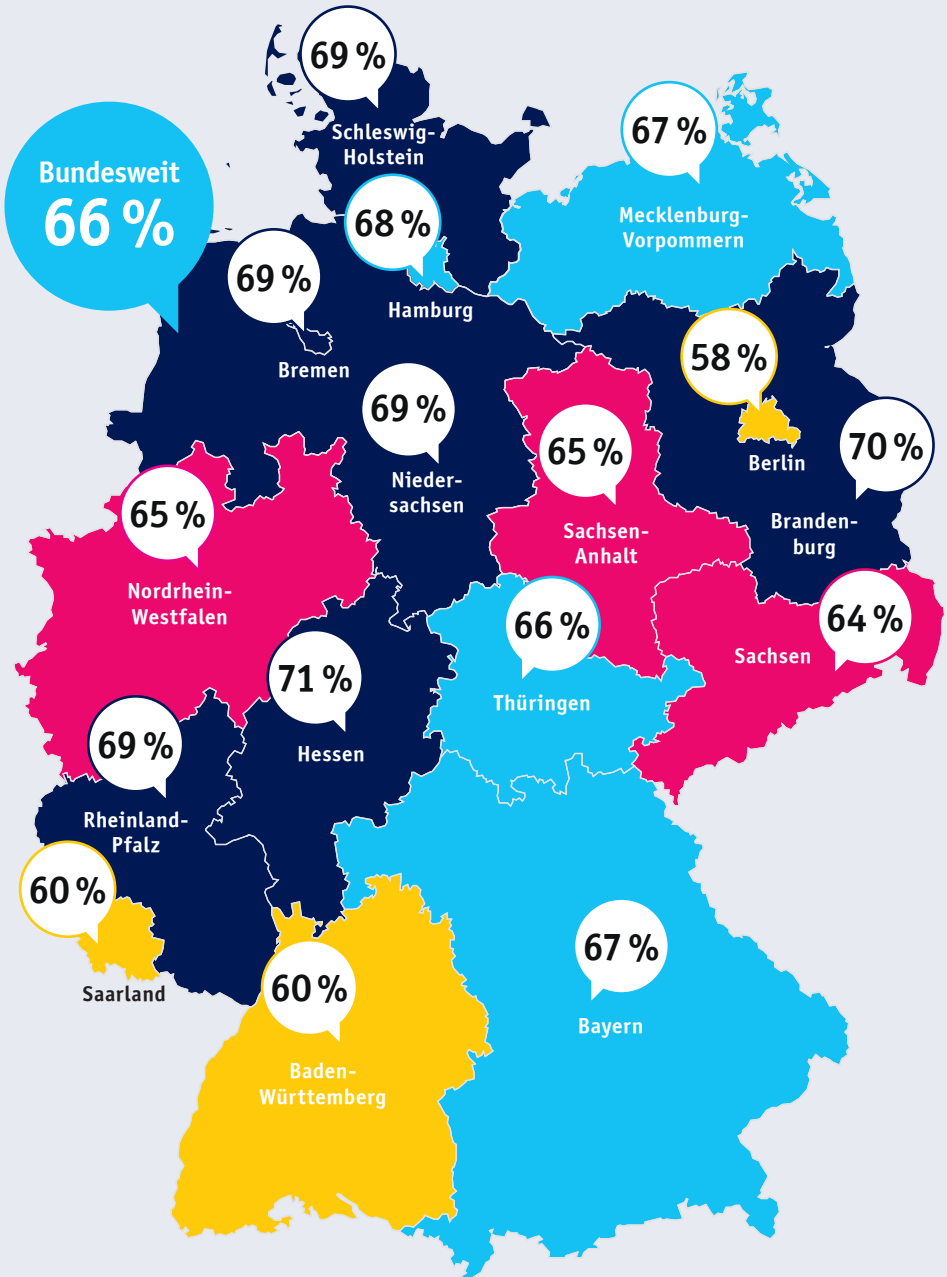 69 %
Schleswig-
Holstein
67 %
Mecklenburg-
Vorpommern
Bundesweit
66 %
68 %
Hamburg
69 %
Bremen
69 %
Nieder-
sachsen
58 %
Berlin
70 %
Branden-
burg
65 %
Sachsen-
Anhalt
65 %
Nordrhein-
Westfalen
66 %
Thüringen
64 %
Sachsen
71 %
Hessen
69 %
Rheinland-
Pfalz
60 %
Saarland
60 %
Baden-
Württemberg
67 %
Bayern